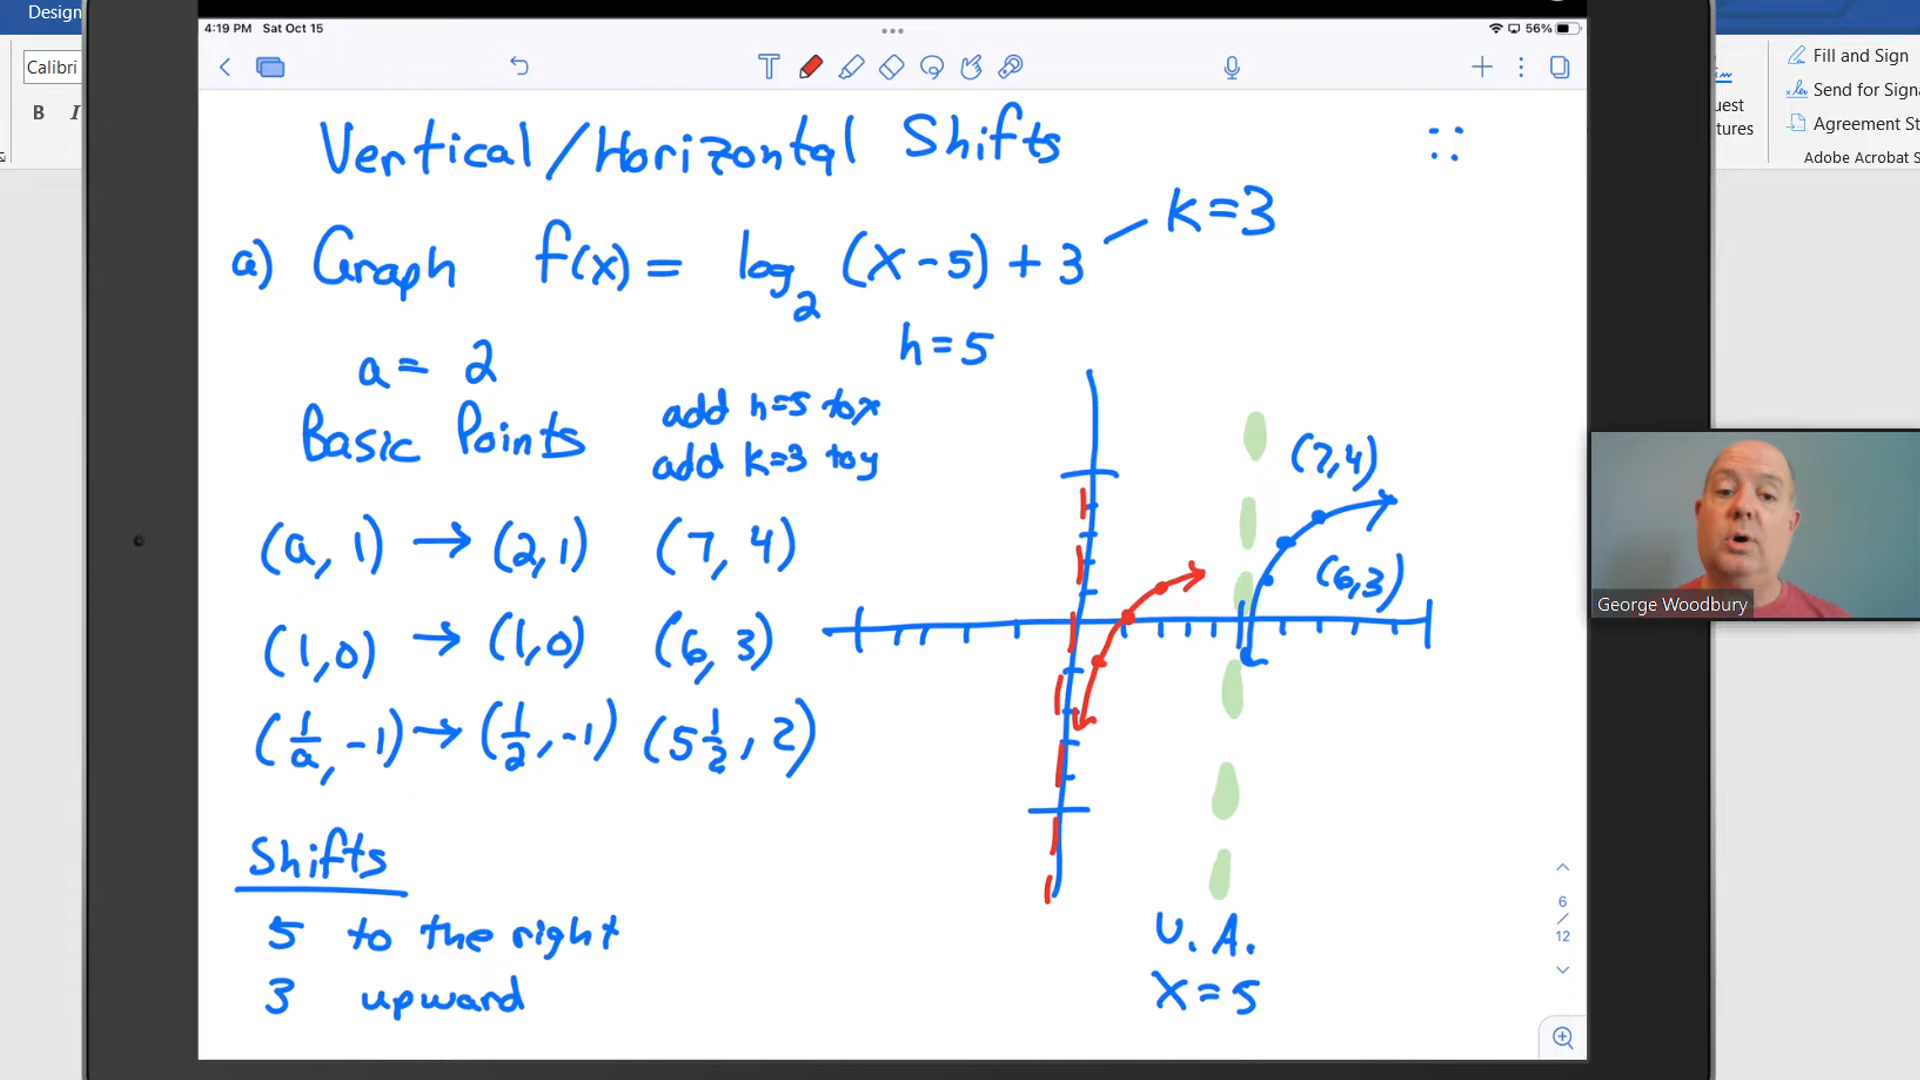 Design
Calibri
B I
4:19 PM Sat Oct 15
56%
Fill and Sign
Send for Signa
Agreement St
Adobe Acrobat S
uest
tures
Vertical/Horizontal Shifts
a) Graph f(x) = log₂ (x - 5) + 3
k = 3
h = 5
a = 2
Basic Points
add h=5 to x
add k=3 to y
(a, 1) → (2, 1) (7, 4)
(1, 0) → (1, 0) (6, 3)
(1/a, -1) → (1/2, -1) (5 1/2, 2)
Shifts
5 to the right
3 upward
(7, 4)
(6, 3)
V. A.
x = 5
George Woodbury
6
/
12